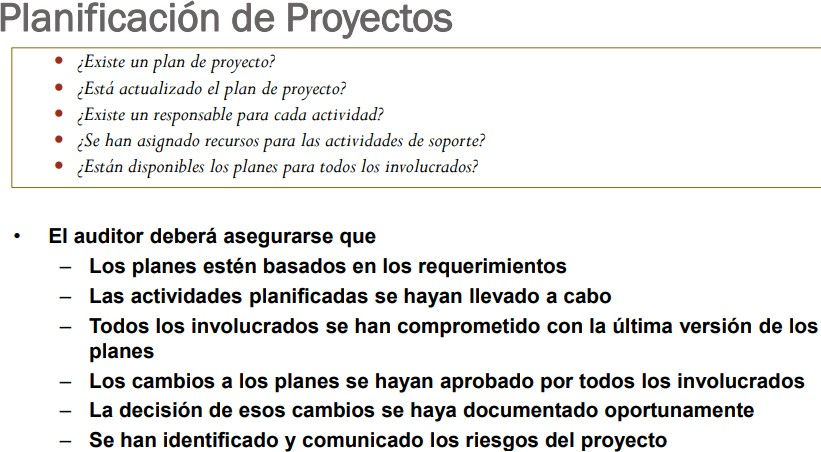 Planificación de Proyectos
• ¿Existe un plan de proyecto?
• ¿Está actualizado el plan de proyecto?
• ¿Existe un responsable para cada actividad?
• ¿Se han asignado recursos para las actividades de soporte?
• ¿Están disponibles los planes para todos los involucrados?
• El auditor deberá asegurarse que
– Los planes estén basados en los requerimientos
– Las actividades planificadas se hayan llevado a cabo
– Todos los involucrados se han comprometido con la última versión de los
planes
– Los cambios a los planes se hayan aprobado por todos los involucrados
– La decisión de esos cambios se haya documentado oportunamente
– Se han identificado y comunicado los riesgos del proyecto